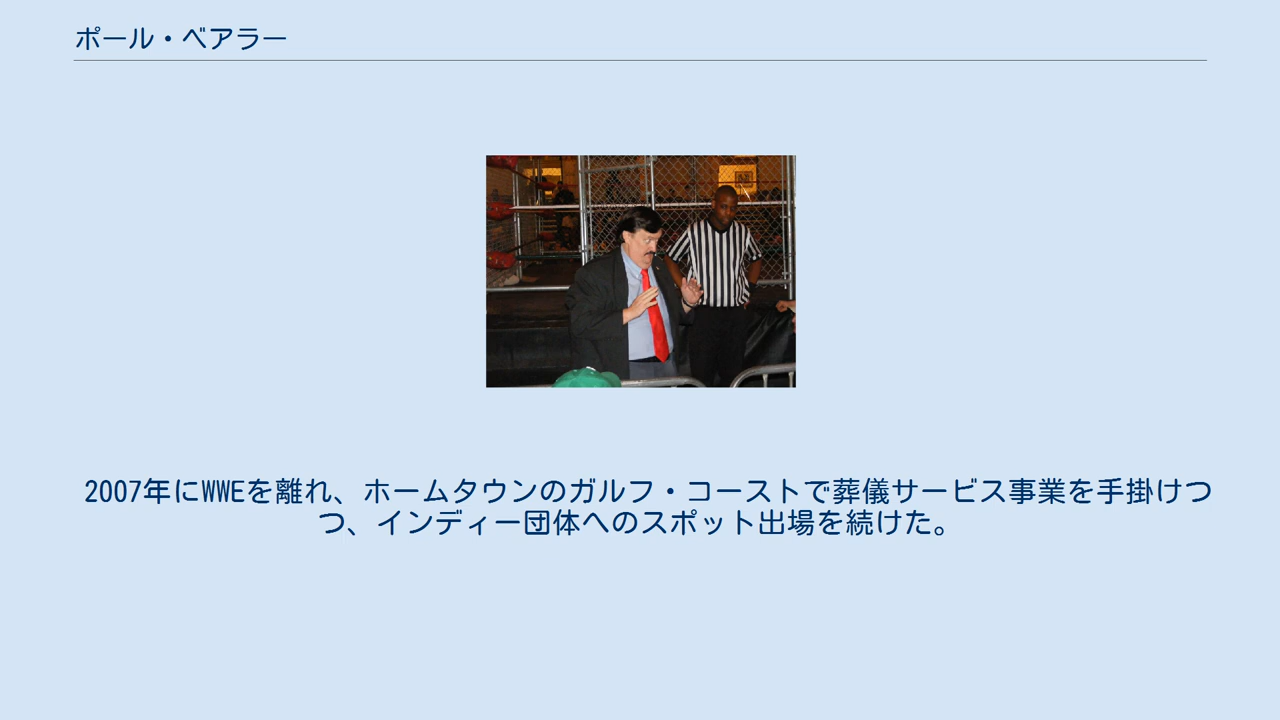 ポール・ベアラー
2007年にWWEを離れ、ホームタウンのガルフ・コーストで葬儀サービス事業を手掛けつ
つ、インディー団体へのスポット出場を続けた。